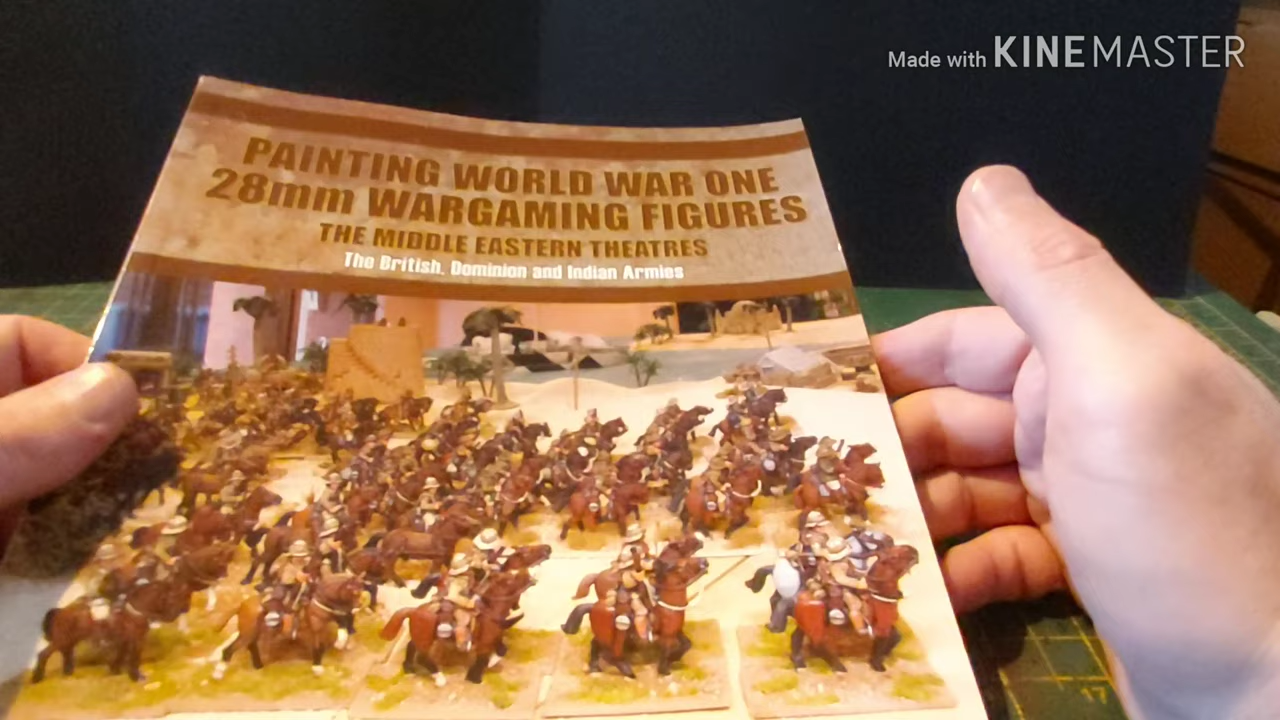 Made with KINEMASTER
PAINTING WORLD WAR ONE
28mm WARGAMING FIGURES
THE MIDDLE EASTERN THEATRES
The British, Dominion and Indian Armies
17